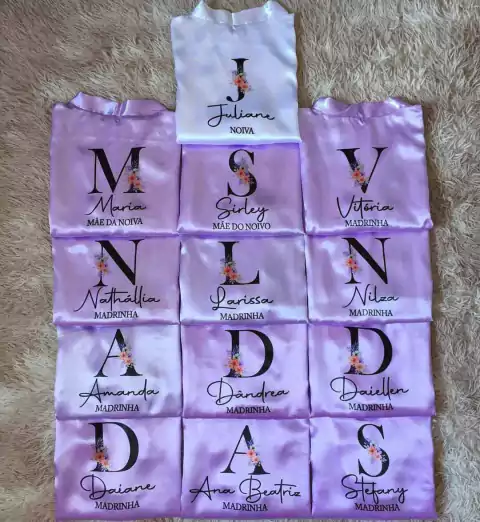 J
Juliane
NOIVA
M
Maria
MÃE DA NOIVA
S
Sirley
MÃE DO NOIVO
V
Vitória
MADRINHA
N
Nathállia
MADRINHA
L
Larissa
MADRINHA
N
Nilza
MADRINHA
A
Amanda
MADRINHA
D
Dândrea
MADRINHA
D
Daiellen
MADRINHA
D
Daiane
MADRINHA
A
Ana Beatriz
MADRINHA
S
Stefany
MADRINHA